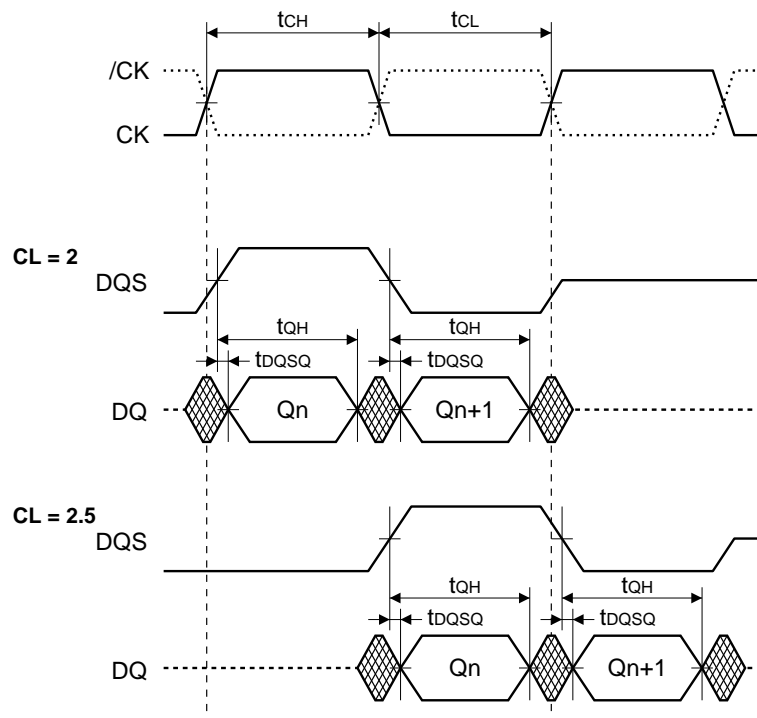 tCH tCL
/CK
CK
CL = 2
DQS
tQH tQH
tDQSQ tDQSQ
DQ Qn Qn+1
CL = 2.5
DQS
tQH tQH
tDQSQ tDQSQ
DQ Qn Qn+1